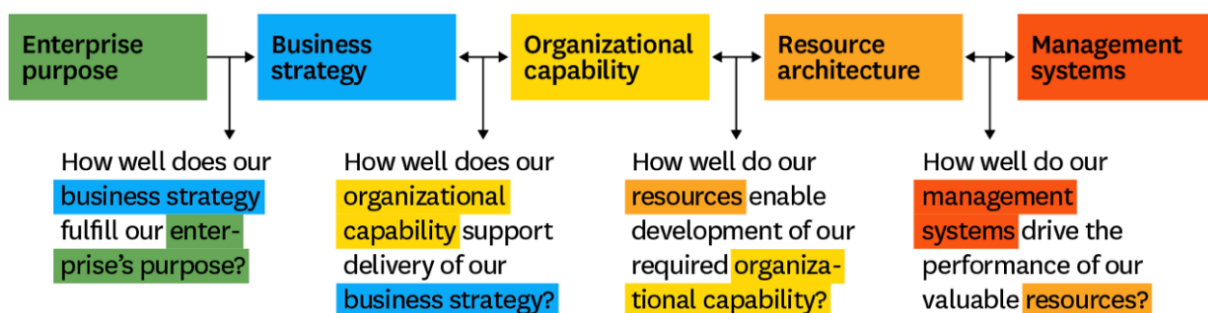 Enterprise
purpose
Business
strategy
Organizational
capability
Resource
architecture
Management
systems
How well does our
business strategy
fulfill our enter-
prise's purpose?
How well does our
organizational
capability support
delivery of our
business strategy?
How well do our
resources enable
development of our
required organiza-
tional capability?
How well do our
management
systems drive the
performance of our
valuable resources?